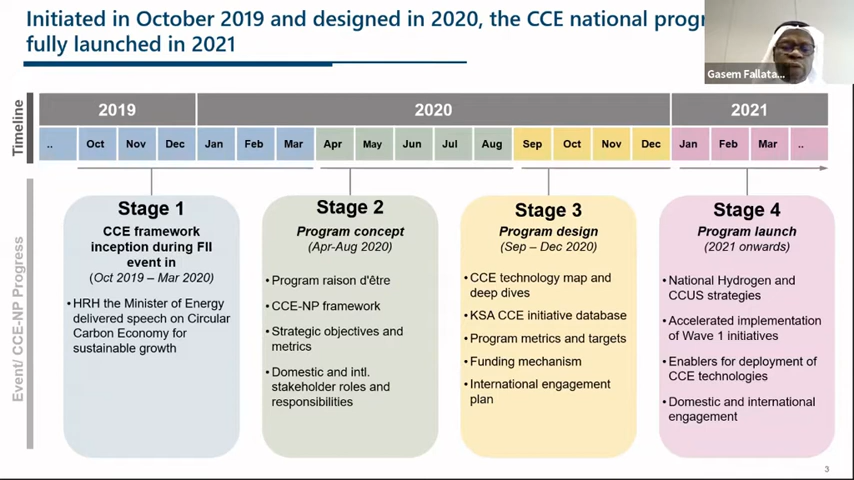 Initiated in October 2019 and designed in 2020, the CCE national
fully launched in 2021
Gasem Fallata...
Timeline
2019
2020
2021
..
Oct
Nov
Dec
Jan
Feb
Mar
Apr
May
Jun
Jul
Aug
Sep
Oct
Nov
Dec
Jan
Feb
Mar
..
Event/ CCE-NP Progress
Stage 1
CCE framework
inception during FII
event in
(Oct 2019 – Mar 2020)
•HRH the Minister of Energy
delivered speech on Circular
Carbon Economy for
sustainable growth
Stage 2
Program concept
(Apr-Aug 2020)
•Program raison d'être
•CCE-NP framework
•Strategic objectives and
metrics
•Domestic and intl.
stakeholder roles and
responsibilities
Stage 3
Program design
(Sep – Dec 2020)
•CCE technology map and
deep dives
•KSA CCE initiative database
•Program metrics and targets
•Funding mechanism
•International engagement
plan
Stage 4
Program launch
(2021 onwards)
•National Hydrogen and
CCUS strategies
•Accelerated implementation
of Wave 1 initiatives
•Enablers for deployment of
CCE technologies
•Domestic and international
engagement
3